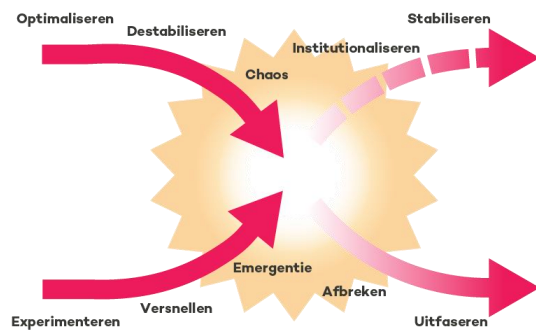 Optimaliseren
Destabiliseren
Chaos
Institutionaliseren
Stabiliseren
Experimenteren
Versnellen
Emergentie
Afbreken
Uitfaseren